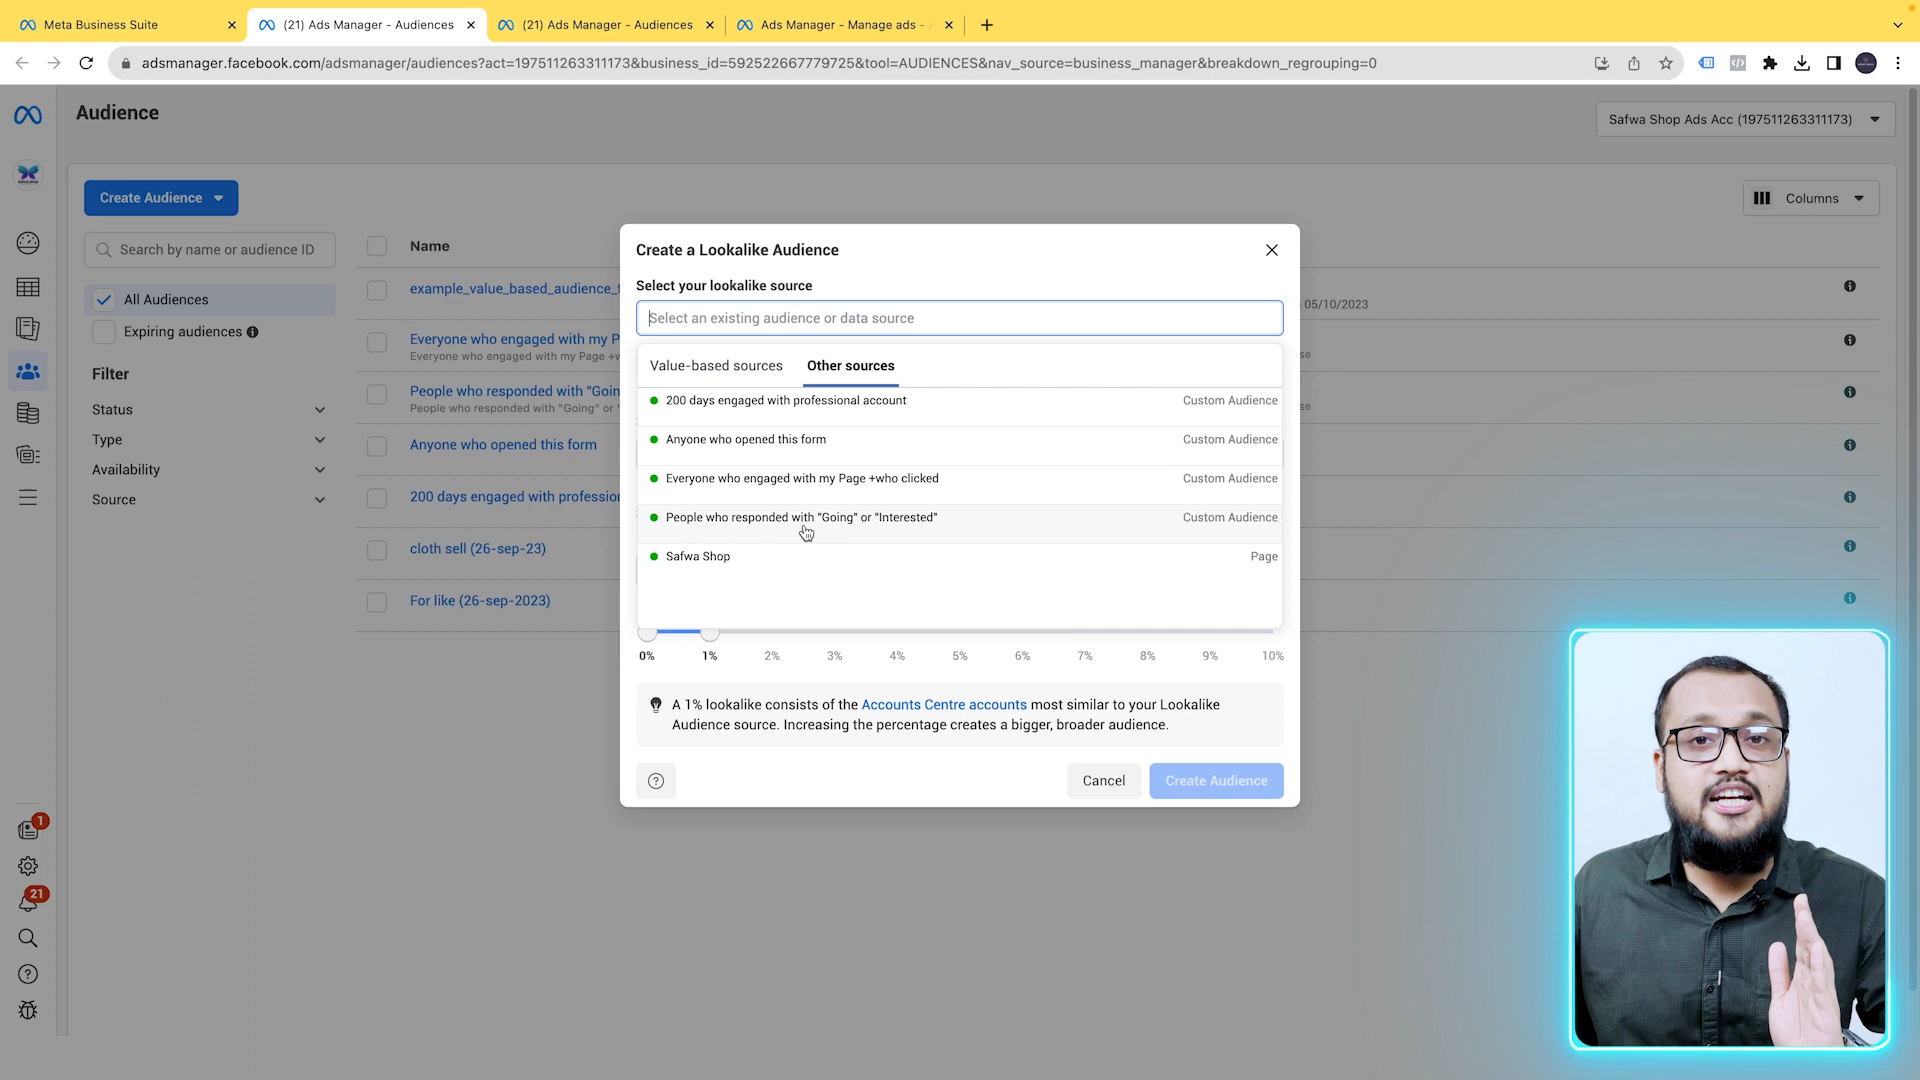 Meta Business Suite
(21) Ads Manager - Audiences
(21) Ads Manager - Audiences
Ads Manager - Manage ads -
adsmanager.facebook.com/adsmanager/audiences?act=197511263311173&business_id=592522667779725&tool=AUDIENCES&nav_source=business_manager&breakdown_regrouping=0
Audience
Safwa Shop Ads Acc (197511263311173)
Create Audience
Columns
Search by name or audience ID
Name
All Audiences
Expiring audiences
Filter
Status
Type
Availability
Source
example_value_based_audience_f
05/10/2023
Everyone who engaged with my P
Everyone who engaged with my Page +w
se
People who responded with "Goin
People who responded with "Going" or "
se
Anyone who opened this form
200 days engaged with profession
cloth sell (26-sep-23)
For like (26-sep-2023)
Create a Lookalike Audience
Select your lookalike source
Select an existing audience or data source
Value-based sources
Other sources
200 days engaged with professional account Custom Audience
Anyone who opened this form Custom Audience
Everyone who engaged with my Page +who clicked Custom Audience
People who responded with "Going" or "Interested" Custom Audience
Safwa Shop Page
0% 1% 2% 3% 4% 5% 6% 7% 8% 9% 10%
A 1% lookalike consists of the Accounts Centre accounts most similar to your Lookalike
Audience source. Increasing the percentage creates a bigger, broader audience.
Cancel
Create Audience
1
21